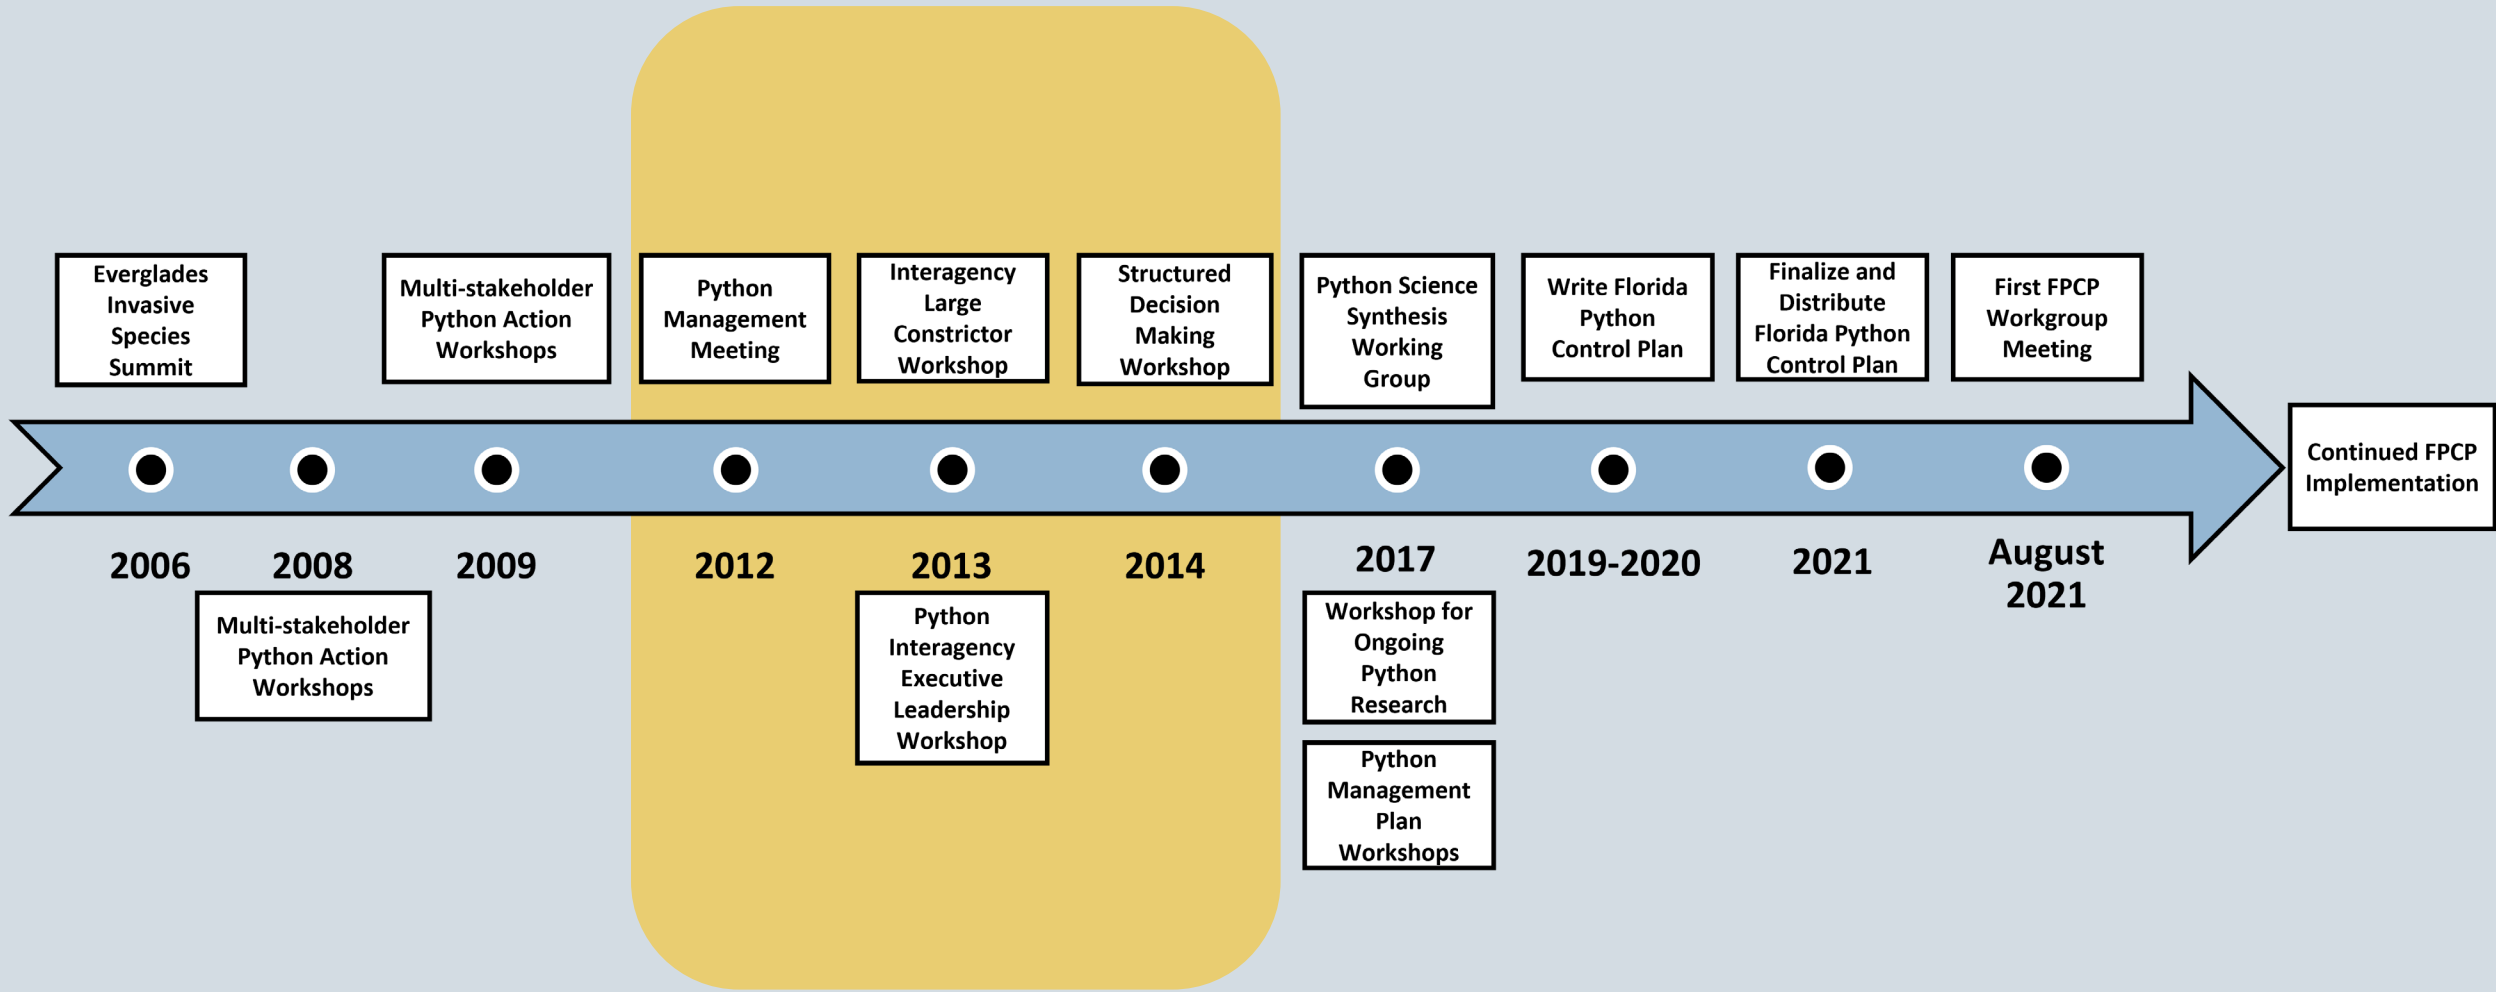 Everglades
Invasive
Species
Summit
Multi-stakeholder
Python Action
Workshops
Python
Management
Meeting
Interagency
Large
Constrictor
Workshop
Structured
Decision
Making
Workshop
Python Science
Synthesis
Working
Group
Write Florida
Python
Control Plan
Finalize and
Distribute
Florida Python
Control Plan
First FPCP
Workgroup
Meeting
Continued FPCP
Implementation
2006
2008
2009
2012
2013
2014
2017
2019-2020
2021
August
2021
Multi-stakeholder
Python Action
Workshops
Python
Interagency
Executive
Leadership
Workshop
Workshop for
Ongoing
Python
Research
Python
Management
Plan
Workshops